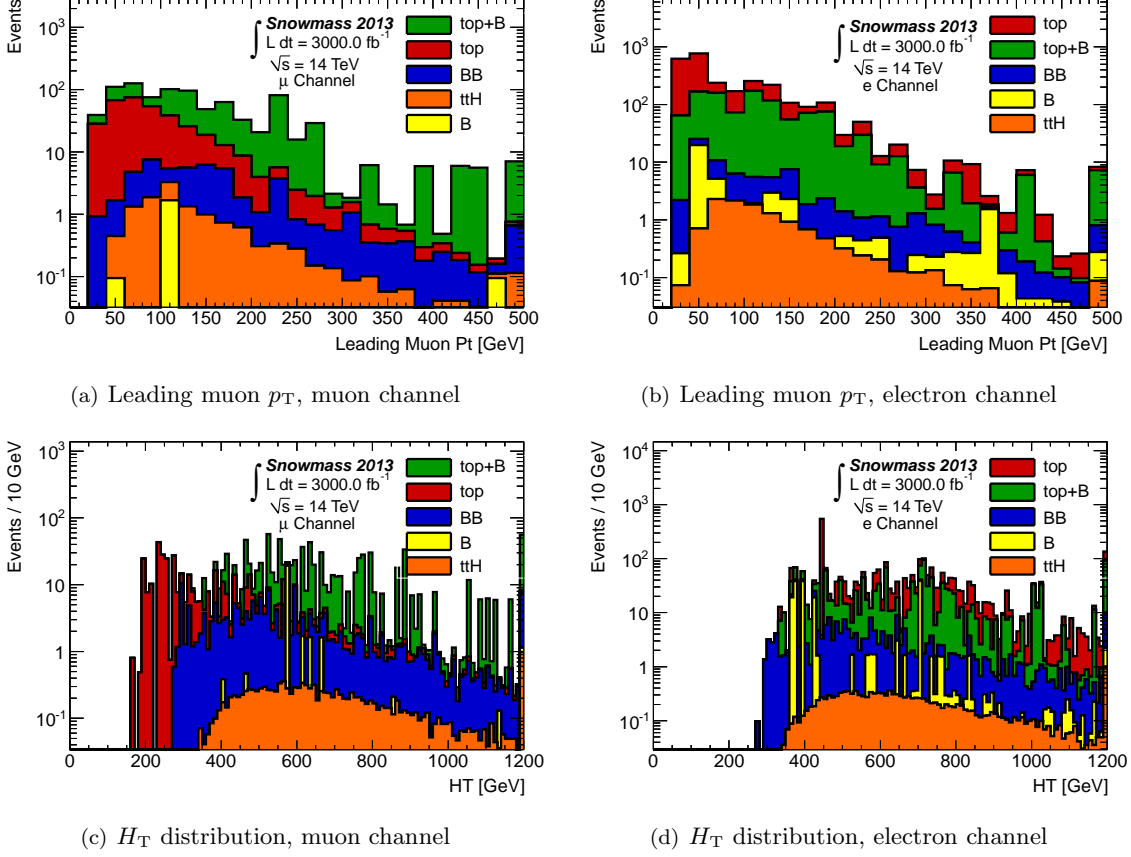 Events
10³
10²
10
1
10⁻¹
Snowmass 2013
∫ L dt = 3000.0 fb⁻¹
√s = 14 TeV
μ Channel
top+B
top
BB
ttH
B
0 50 100 150 200 250 300 350 400 450 500
Leading Muon Pt [GeV]
(a) Leading muon pT, muon channel
Events
10³
10²
10
1
10⁻¹
Snowmass 2013
∫ L dt = 3000.0 fb⁻¹
√s = 14 TeV
e Channel
top
top+B
BB
B
ttH
0 50 100 150 200 250 300 350 400 450 500
Leading Muon Pt [GeV]
(b) Leading muon pT, electron channel
Events / 10 GeV
10³
10²
10
1
10⁻¹
Snowmass 2013
∫ L dt = 3000.0 fb⁻¹
√s = 14 TeV
μ Channel
top+B
top
BB
B
ttH
0 200 400 600 800 1000 1200
HT [GeV]
(c) HT distribution, muon channel
Events / 10 GeV
10⁴
10³
10²
10
1
10⁻¹
Snowmass 2013
∫ L dt = 3000.0 fb⁻¹
√s = 14 TeV
e Channel
top
top+B
BB
B
ttH
0 200 400 600 800 1000 1200
HT [GeV]
(d) HT distribution, electron channel